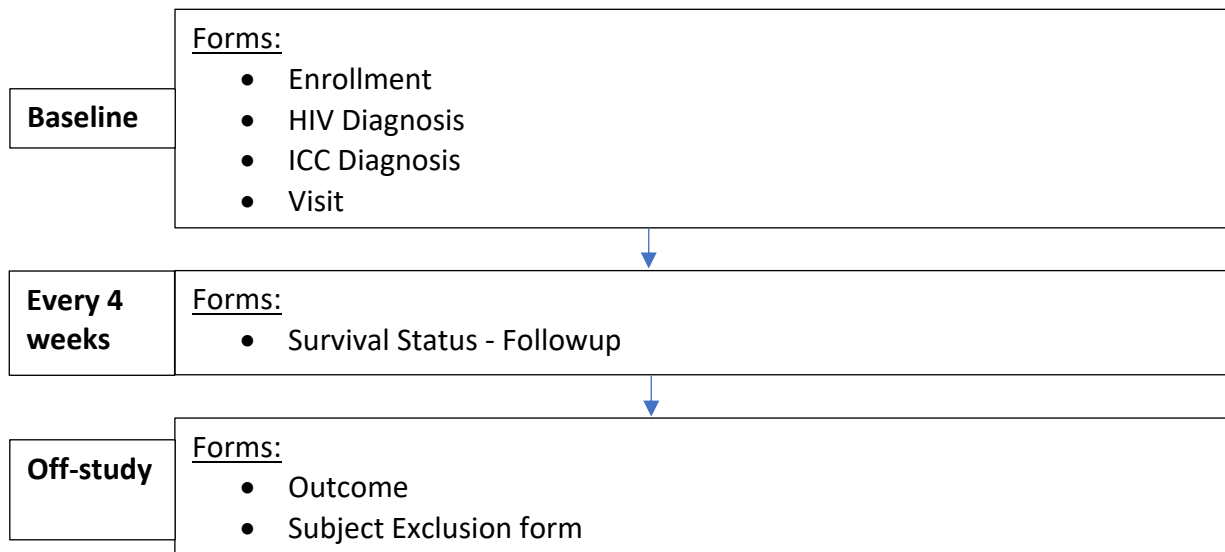 Baseline
Forms:
• Enrollment
• HIV Diagnosis
• ICC Diagnosis
• Visit
Every 4
weeks
Forms:
• Survival Status - Followup
Off-study
Forms:
• Outcome
• Subject Exclusion form